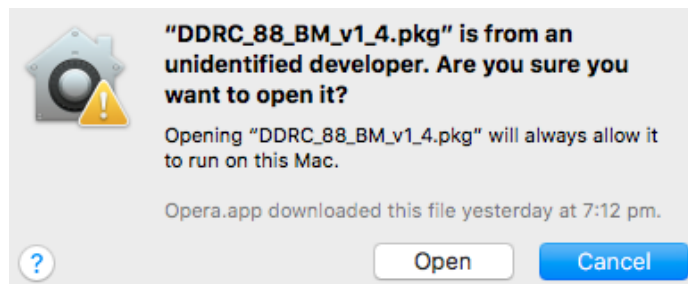 “DDRC_88_BM_v1_4.pkg” is from an
unidentified developer. Are you sure you
want to open it?
Opening “DDRC_88_BM_v1_4.pkg” will always allow it
to run on this Mac.
Opera.app downloaded this file yesterday at 7:12 pm.
?
Open
Cancel